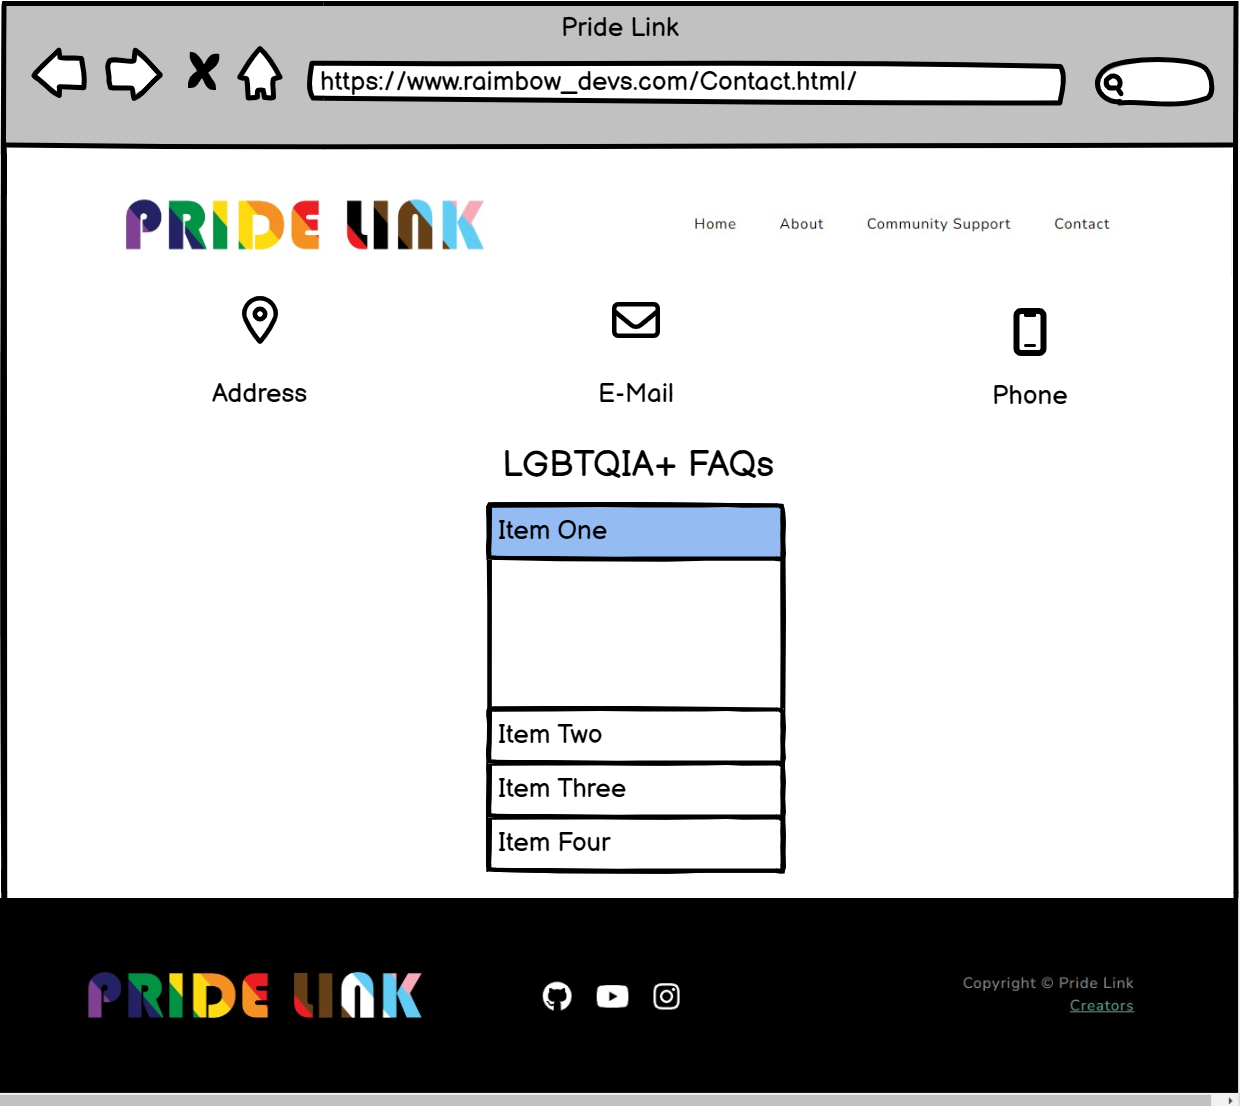 Pride Link
https://www.raimbow_devs.com/Contact.html/
PRIDE LINK
Home About Community Support Contact
Address E-Mail Phone
LGBTQIA+ FAQs
Item One
Item Two
Item Three
Item Four
PRIDE LINK
Copyright © Pride Link
Creators